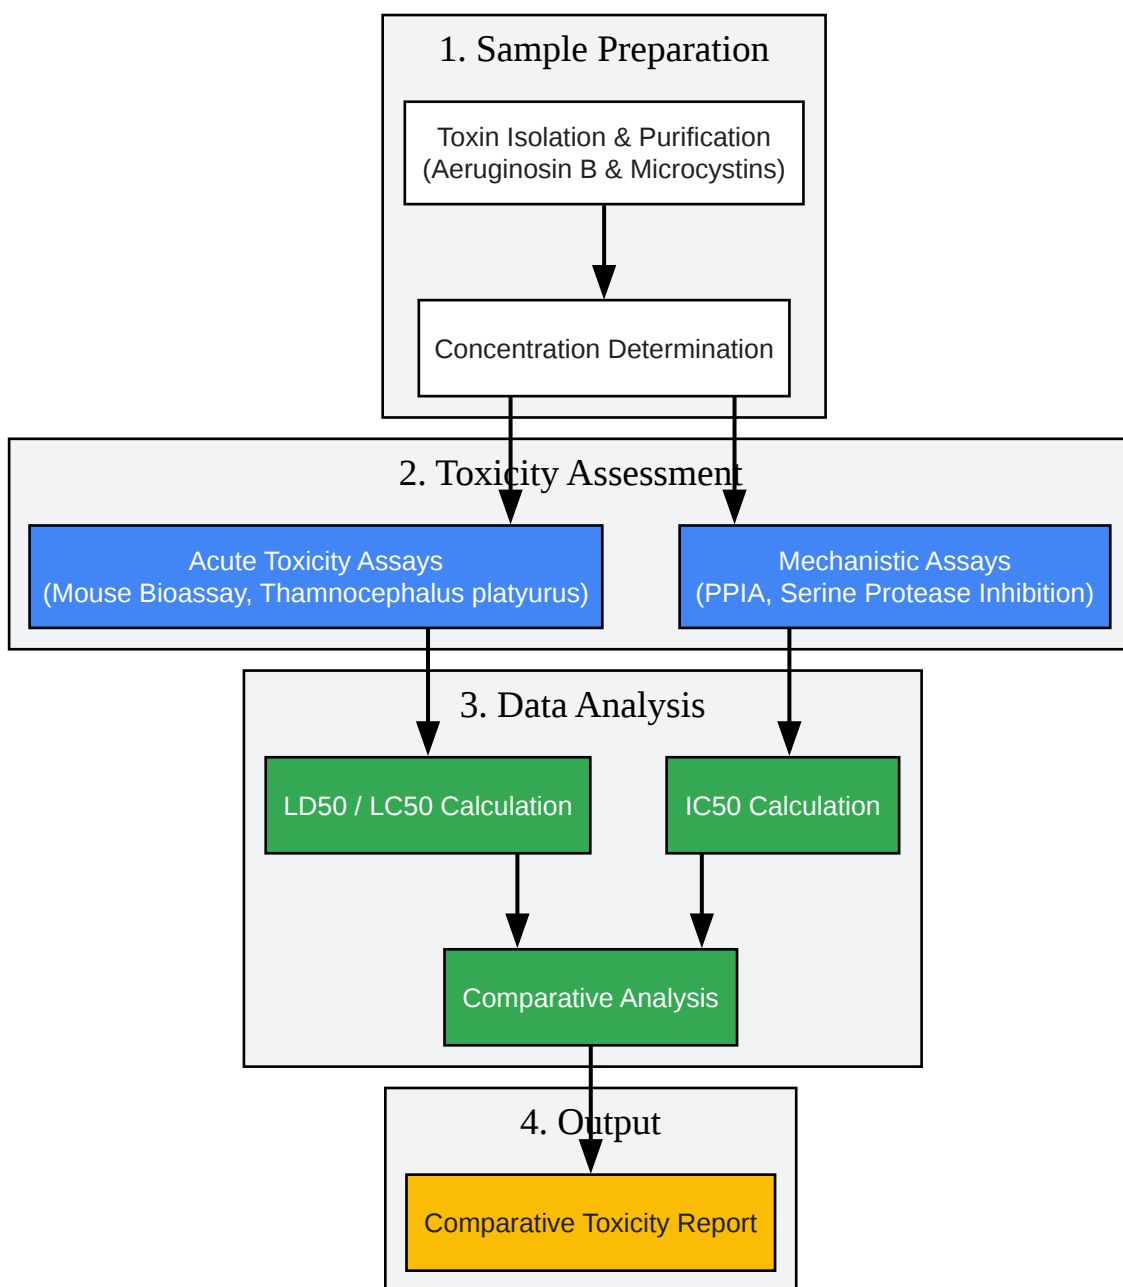 1. Sample Preparation
Toxin Isolation & Purification
(Aeruginosin B & Microcystins)
Concentration Determination
2. Toxicity Assessment
Acute Toxicity Assays
(Mouse Bioassay, Thamnocephalus platyurus)
Mechanistic Assays
(PPIA, Serine Protease Inhibition)
3. Data Analysis
LD50 / LC50 Calculation
IC50 Calculation
Comparative Analysis
4. Output
Comparative Toxicity Report